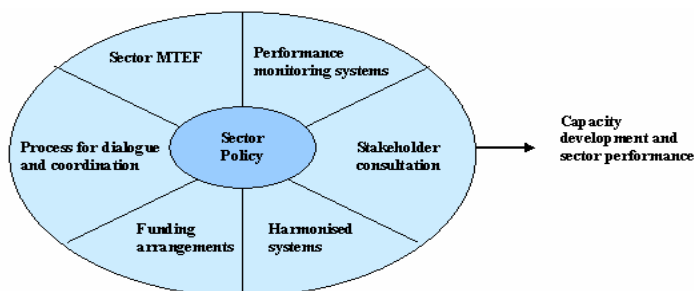 Sector MTEF
Performance
monitoring systems
Process for dialogue
and coordination
Sector
Policy
Stakeholder
consultation
Funding
arrangements
Harmonised
systems
Capacity
development and
sector performance